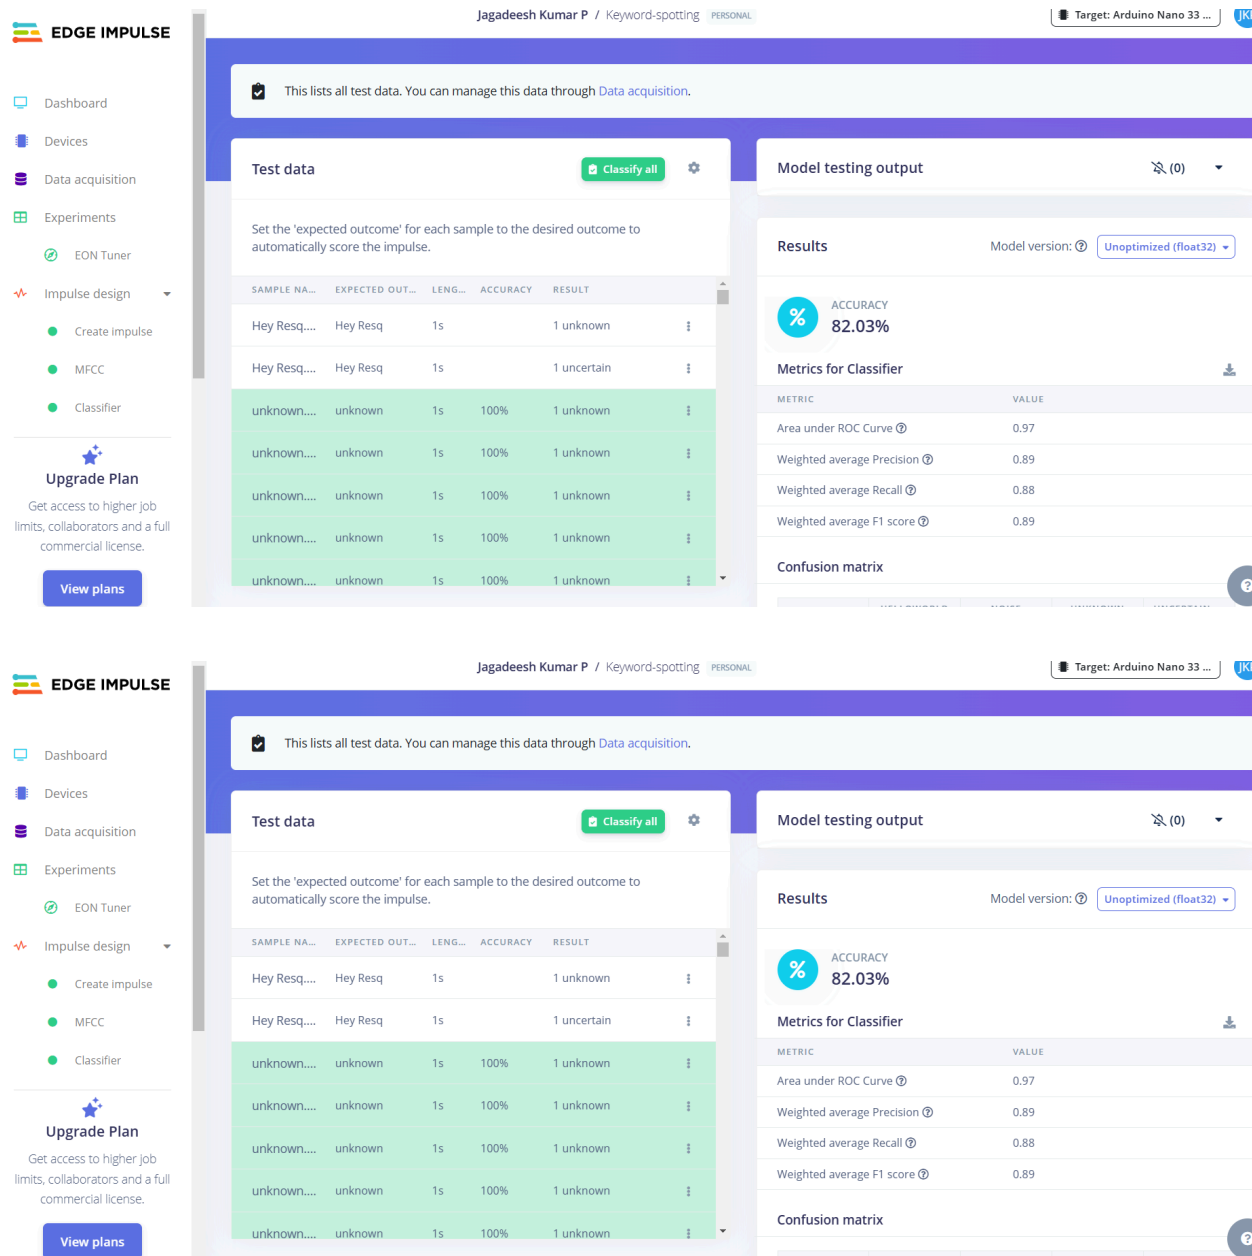 EDGE IMPULSE
Jagadeesh Kumar P / Keyword-spotting PERSONAL
Target: Arduino Nano 33 ...
Dashboard
Devices
Data acquisition
Experiments
EON Tuner
Impulse design
Create impulse
MFCC
Classifier
Upgrade Plan
Get access to higher job
limits, collaborators and a full
commercial license.
View plans
This lists all test data. You can manage this data through Data acquisition.
Test data
Classify all
Set the 'expected outcome' for each sample to the desired outcome to
automatically score the impulse.
SAMPLE NA... EXPECTED OUT... LENG... ACCURACY RESULT
Hey Resq.... Hey Resq 1s 1 unknown
Hey Resq.... Hey Resq 1s 1 uncertain
unknown.... unknown 1s 100% 1 unknown
unknown.... unknown 1s 100% 1 unknown
unknown.... unknown 1s 100% 1 unknown
unknown.... unknown 1s 100% 1 unknown
unknown.... unknown 1s 100% 1 unknown
Model testing output
(0)
Results
Model version: Unoptimized (float32)
%
ACCURACY
82.03%
Metrics for Classifier
METRIC VALUE
Area under ROC Curve 0.97
Weighted average Precision 0.89
Weighted average Recall 0.88
Weighted average F1 score 0.89
Confusion matrix
EDGE IMPULSE
Jagadeesh Kumar P / Keyword-spotting PERSONAL
Target: Arduino Nano 33 ...
Dashboard
Devices
Data acquisition
Experiments
EON Tuner
Impulse design
Create impulse
MFCC
Classifier
Upgrade Plan
Get access to higher job
limits, collaborators and a full
commercial license.
View plans
This lists all test data. You can manage this data through Data acquisition.
Test data
Classify all
Set the 'expected outcome' for each sample to the desired outcome to
automatically score the impulse.
SAMPLE NA... EXPECTED OUT... LENG... ACCURACY RESULT
Hey Resq.... Hey Resq 1s 1 unknown
Hey Resq.... Hey Resq 1s 1 uncertain
unknown.... unknown 1s 100% 1 unknown
unknown.... unknown 1s 100% 1 unknown
unknown.... unknown 1s 100% 1 unknown
unknown.... unknown 1s 100% 1 unknown
unknown.... unknown 1s 100% 1 unknown
Model testing output
(0)
Results
Model version: Unoptimized (float32)
%
ACCURACY
82.03%
Metrics for Classifier
METRIC VALUE
Area under ROC Curve 0.97
Weighted average Precision 0.89
Weighted average Recall 0.88
Weighted average F1 score 0.89
Confusion matrix